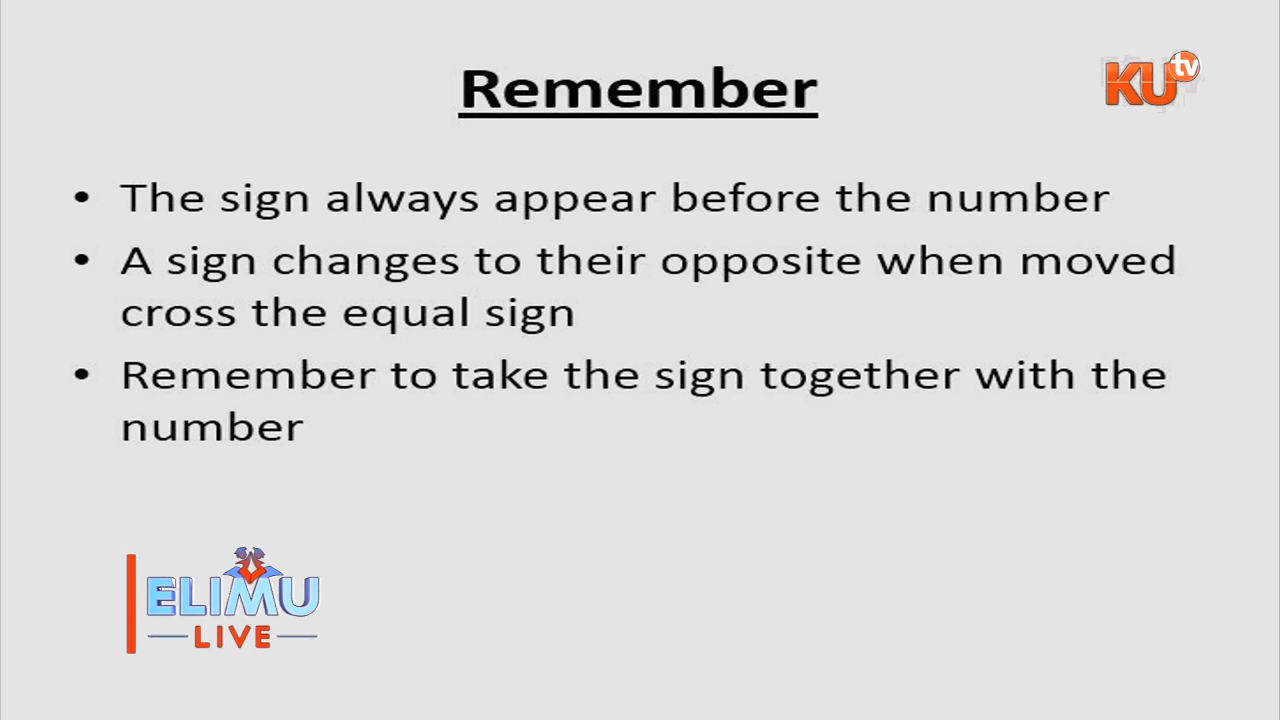 Remember
KU tv
• The sign always appear before the number
• A sign changes to their opposite when moved
cross the equal sign
• Remember to take the sign together with the
number
ELIMU
LIVE